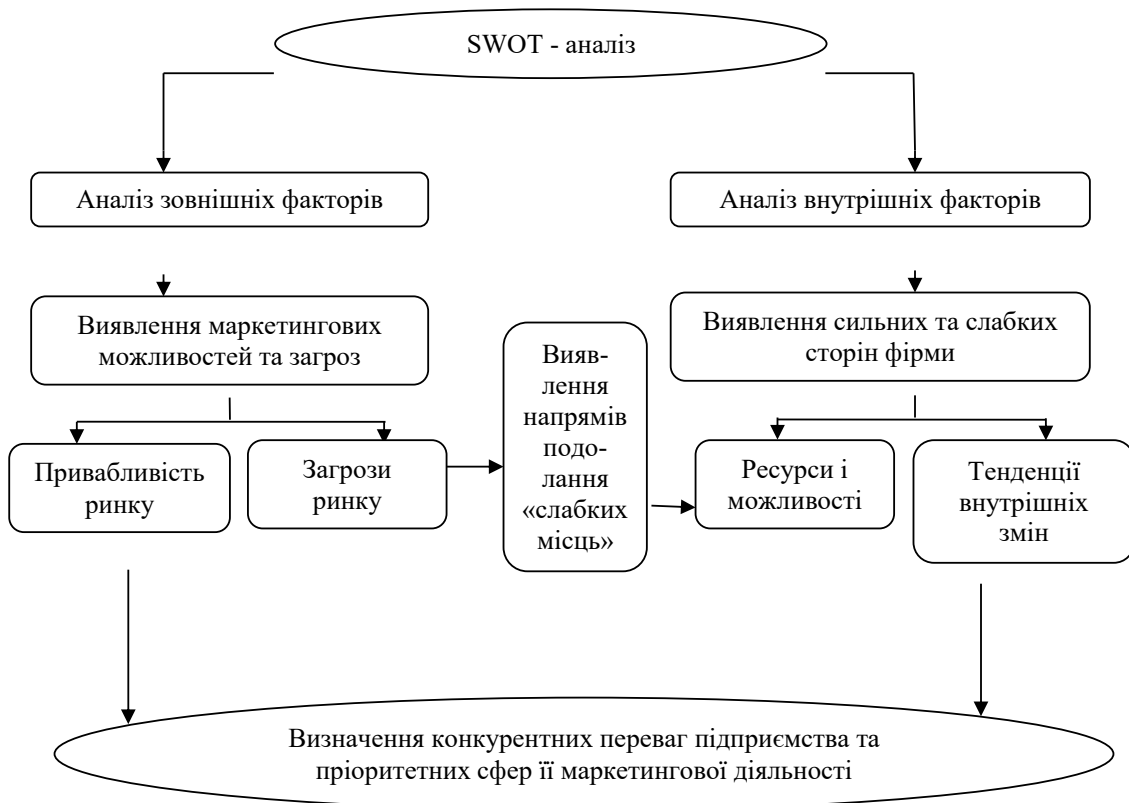 SWOT - аналіз
Аналіз зовнішніх факторів
Аналіз внутрішніх факторів
Виявлення маркетингових
можливостей та загроз
Вияв-
лення
напрямів
подо-
лання
«слабких
місць»
Виявлення сильних та слабких
сторін фірми
Привабливість
ринку
Загрози
ринку
Ресурси і
можливості
Тенденції
внутрішніх
змін
Визначення конкурентних переваг підприємства та
пріоритетних сфер її маркетингової діяльності